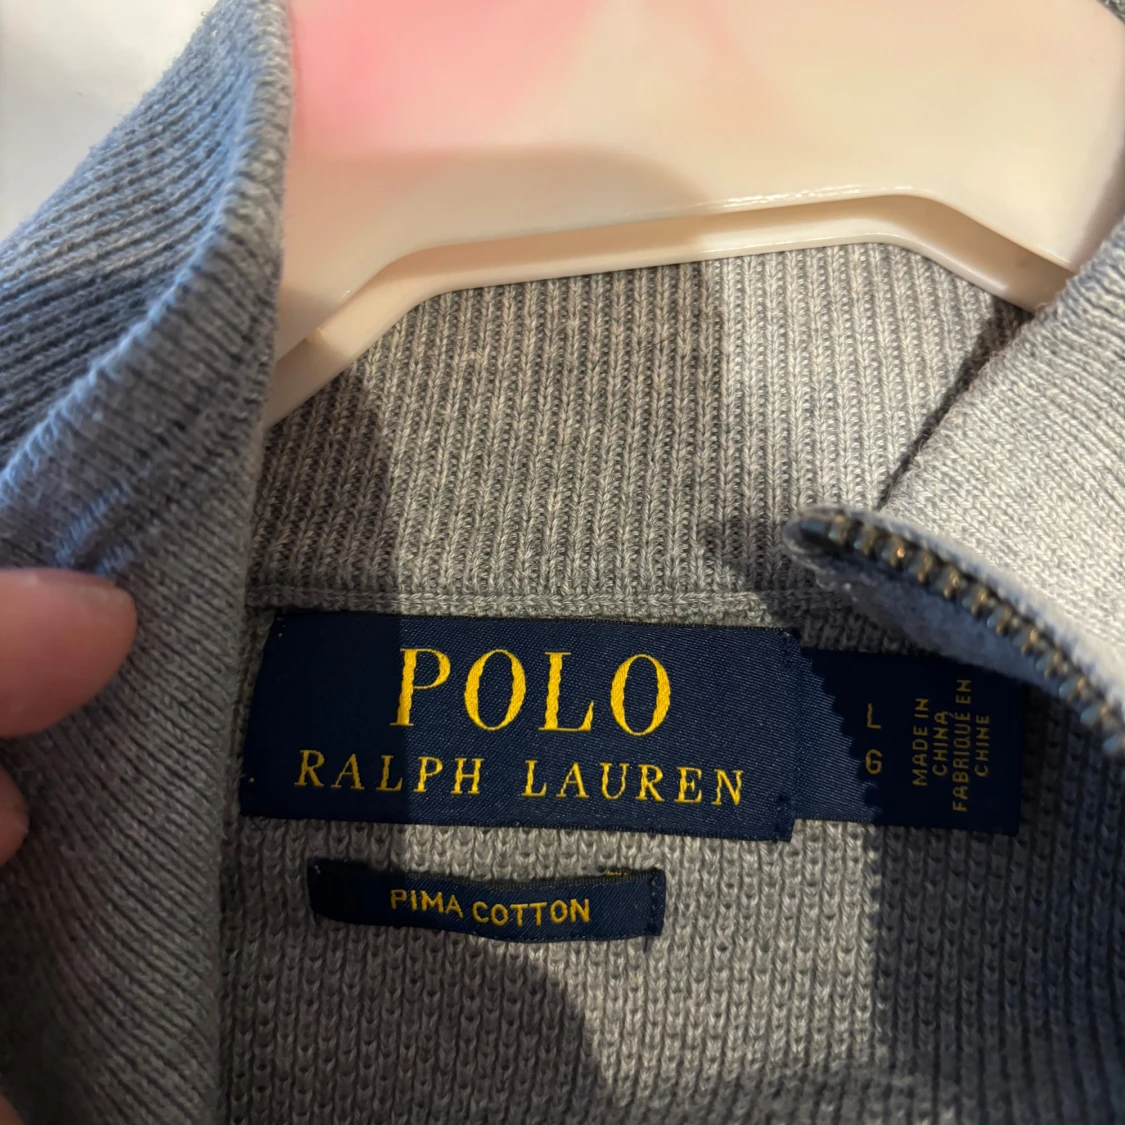 POLO
RALPH LAUREN
L
G
MADE IN
CHINA
FABRIQUÉ EN
CHINE
PIMA COTTON